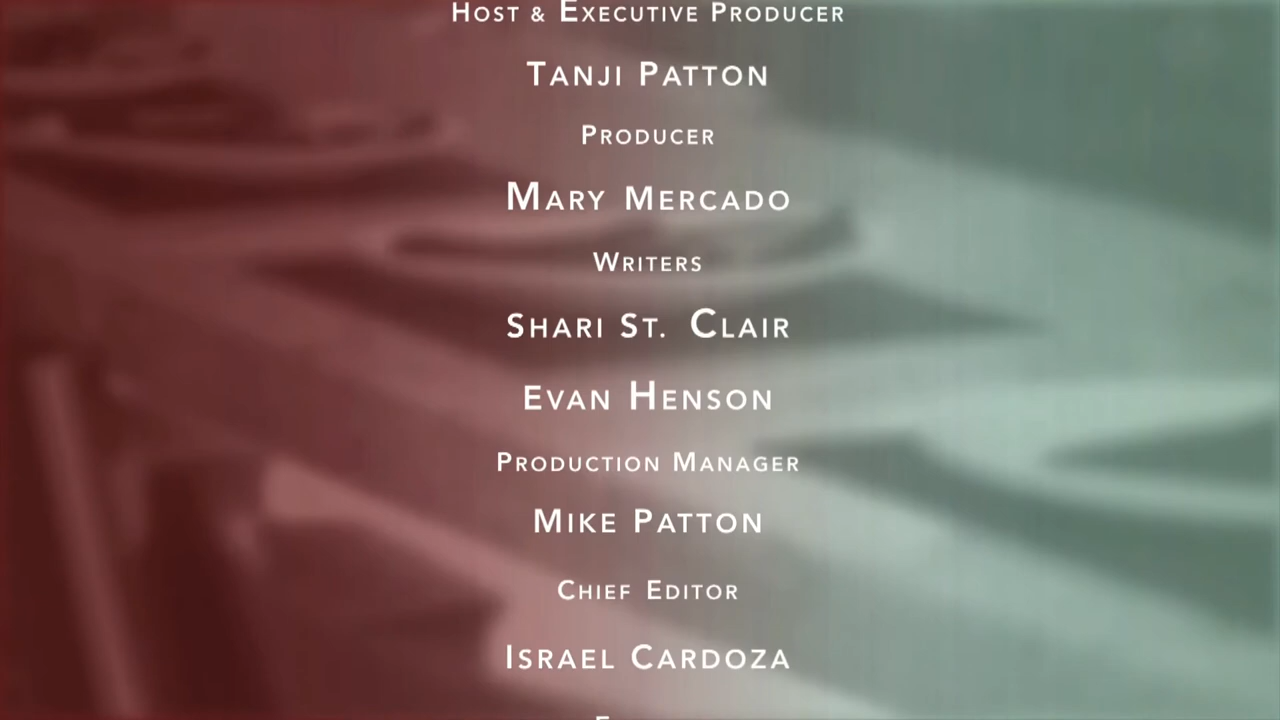 Host & Executive Producer
Tanji Patton
Producer
Mary Mercado
Writers
Shari St. Clair
Evan Henson
Production Manager
Mike Patton
Chief Editor
Israel Cardoza